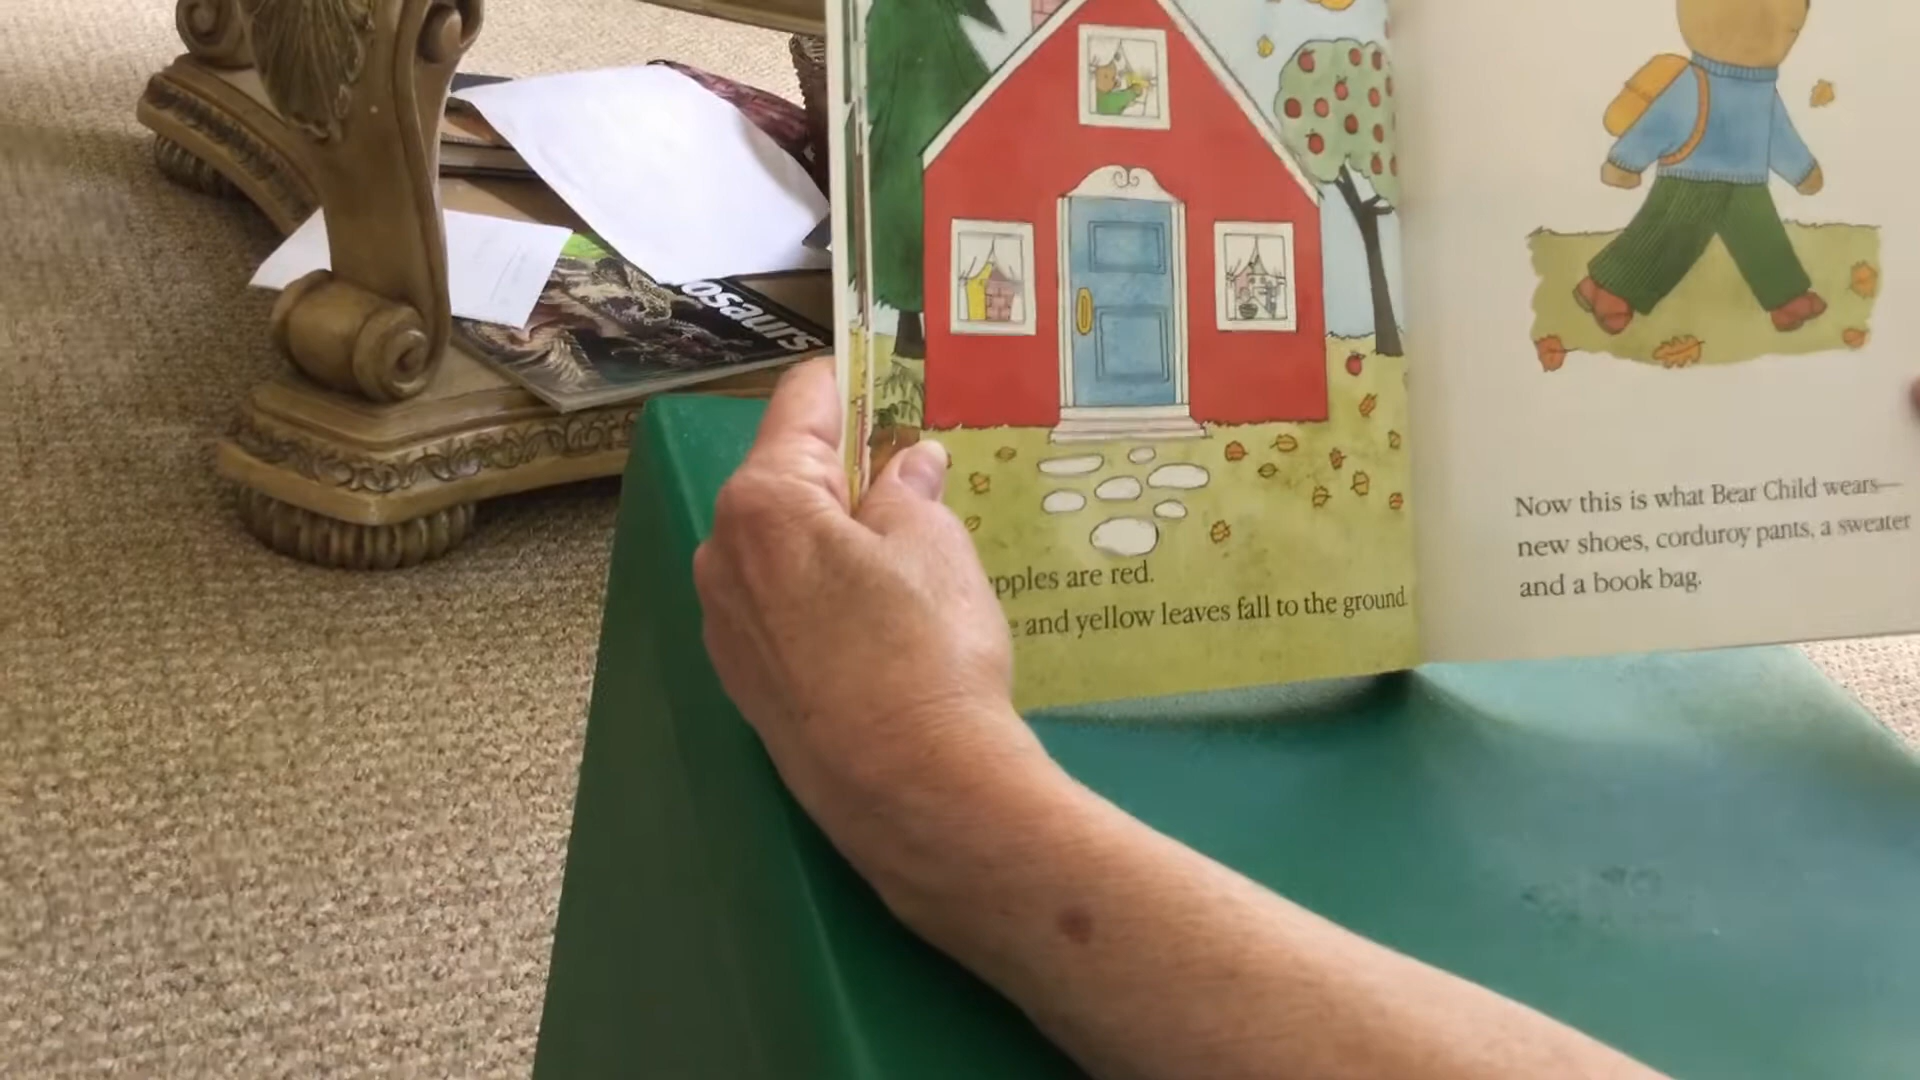 osaurs
pples are red.
and yellow leaves fall to the ground.
Now this is what Bear Child wears—
new shoes, corduroy pants, a sweater
and a book bag.